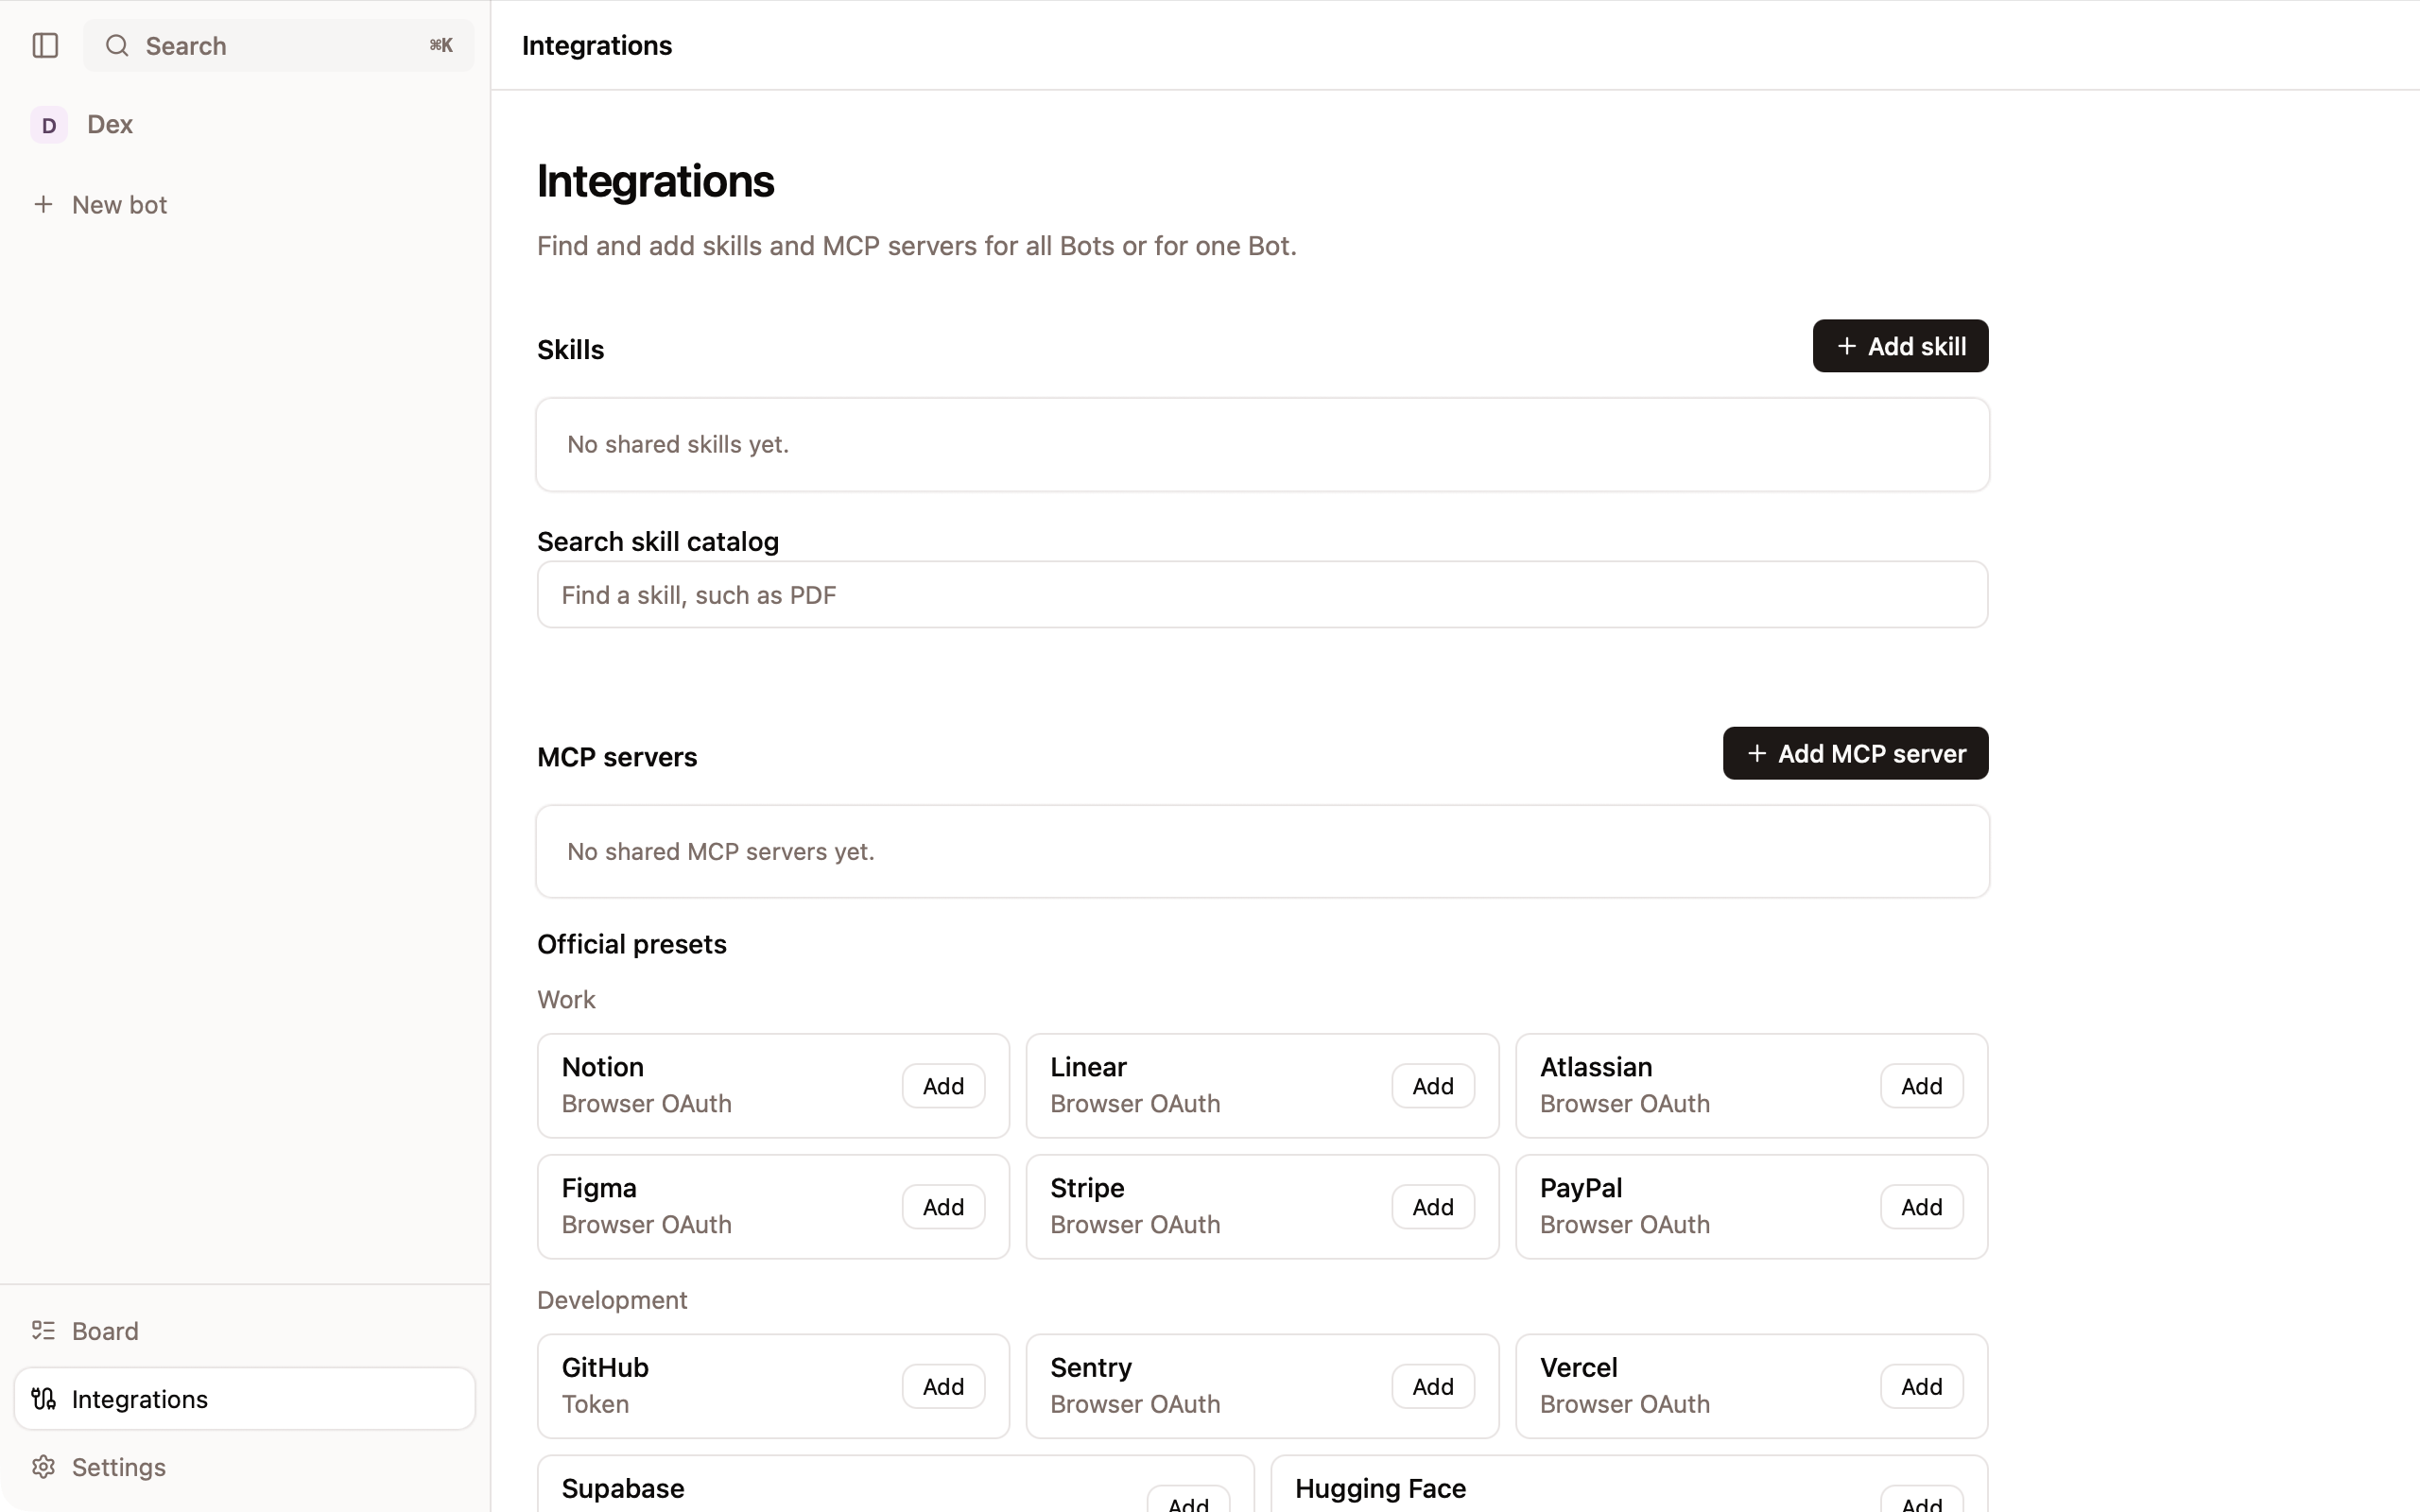 Search ⌘K
D Dex
New bot
Board
Integrations
Settings
Integrations
Integrations
Find and add skills and MCP servers for all Bots or for one Bot.
Skills
Add skill
No shared skills yet.
Search skill catalog
Find a skill, such as PDF
MCP servers
Add MCP server
No shared MCP servers yet.
Official presets
Work
Notion
Browser OAuth
Add
Linear
Browser OAuth
Add
Atlassian
Browser OAuth
Add
Figma
Browser OAuth
Add
Stripe
Browser OAuth
Add
PayPal
Browser OAuth
Add
Development
GitHub
Token
Add
Sentry
Browser OAuth
Add
Vercel
Browser OAuth
Add
Supabase
Add
Hugging Face
Add